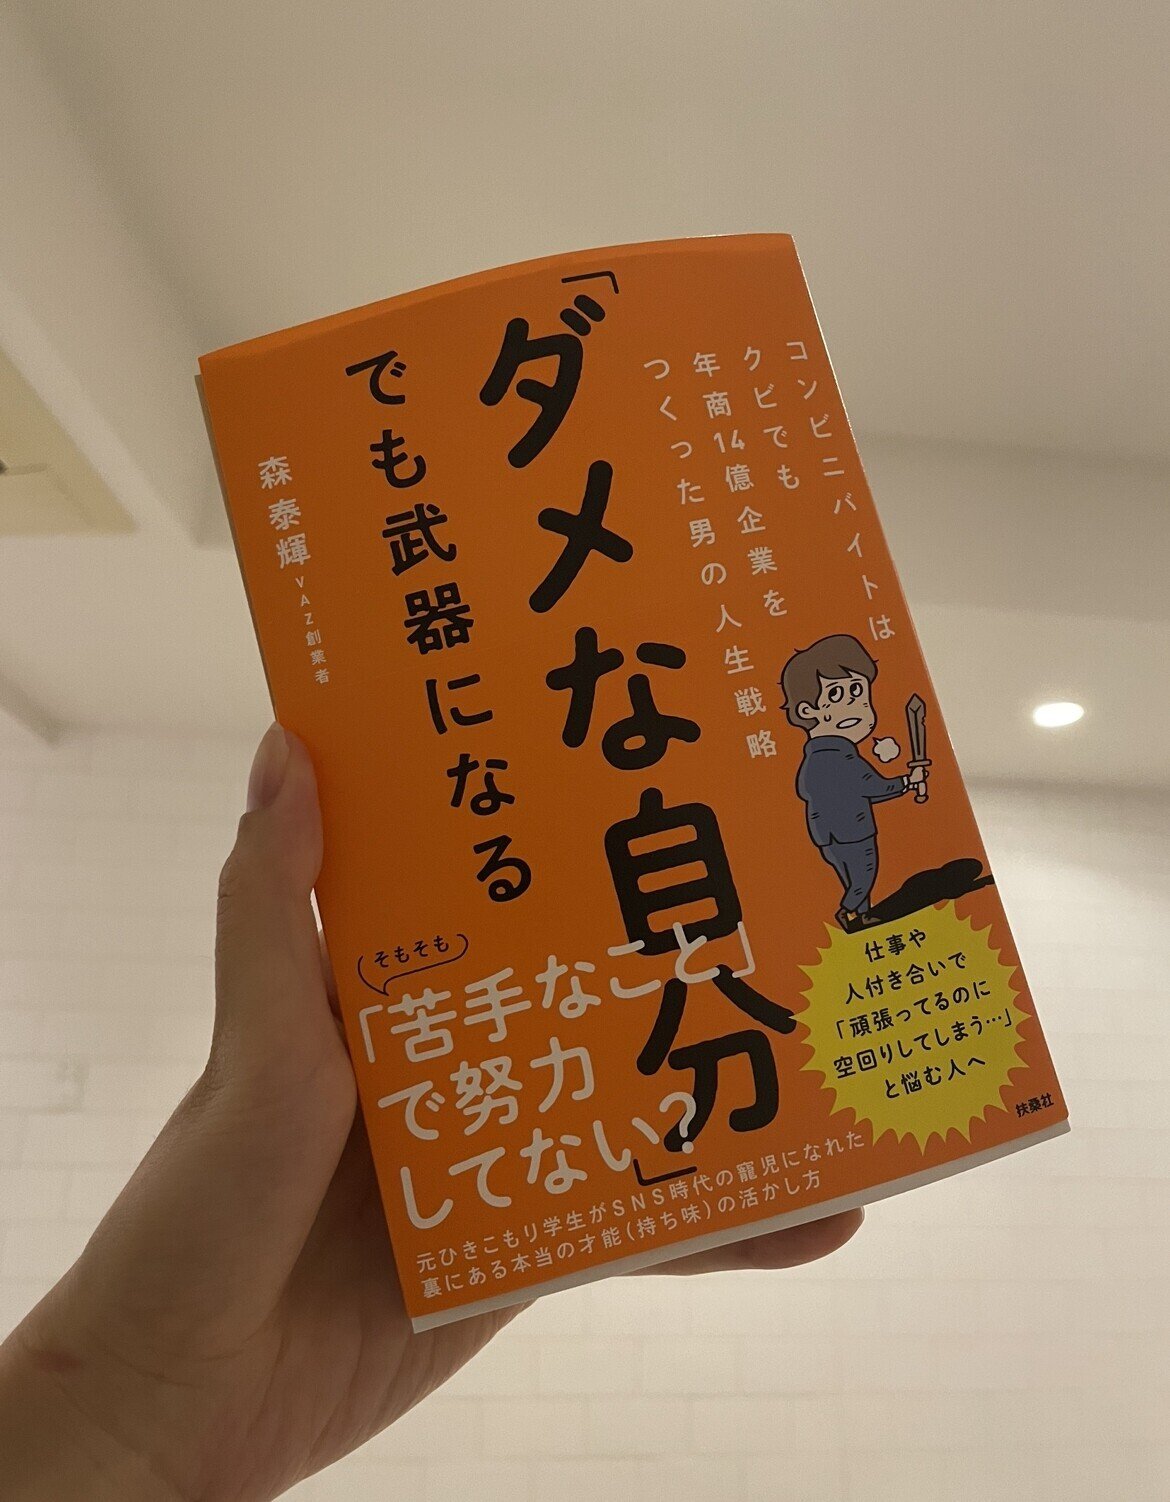 コンビニバイトは
クビでも
年商14億企業を
つくった男の人生戦略
「ダメな自分」
でも武器になる
森泰輝 VAZ創業者
そもそも
「苦手なこと」
で努力
してない?
仕事や
人付き合いで
「頑張ってるのに
空回りしてしまう…」
と悩む人へ
扶桑社
元ひきこもり学生がSNS時代の寵児になれた
裏にある本当の才能(持ち味)の活かし方